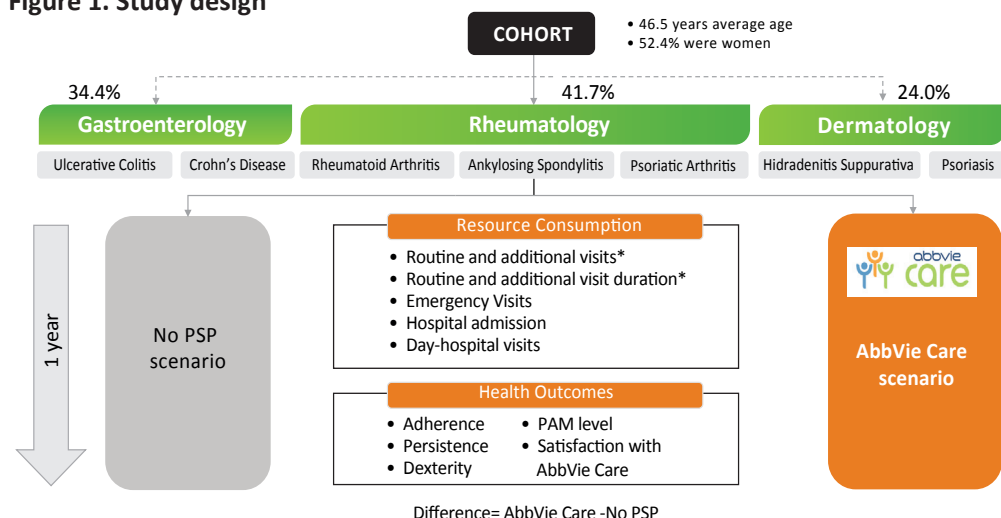 Figure 1. Study design
COHORT
• 46.5 years average age
• 52.4% were women
34.4%
41.7%
24.0%
Gastroenterology
Rheumatology
Dermatology
Ulcerative Colitis
Crohn's Disease
Rheumatoid Arthritis
Ankylosing Spondylitis
Psoriatic Arthritis
Hidradenitis Suppurativa
Psoriasis
1 year
No PSP
scenario
Resource Consumption
• Routine and additional visits*
• Routine and additional visit duration*
• Emergency Visits
• Hospital admission
• Day-hospital visits
Health Outcomes
• Adherence
• Persistence
• Dexterity
• PAM level
• Satisfaction with
AbbVie Care
abbvie
care
AbbVie Care
scenario
Difference= AbbVie Care -No PSP